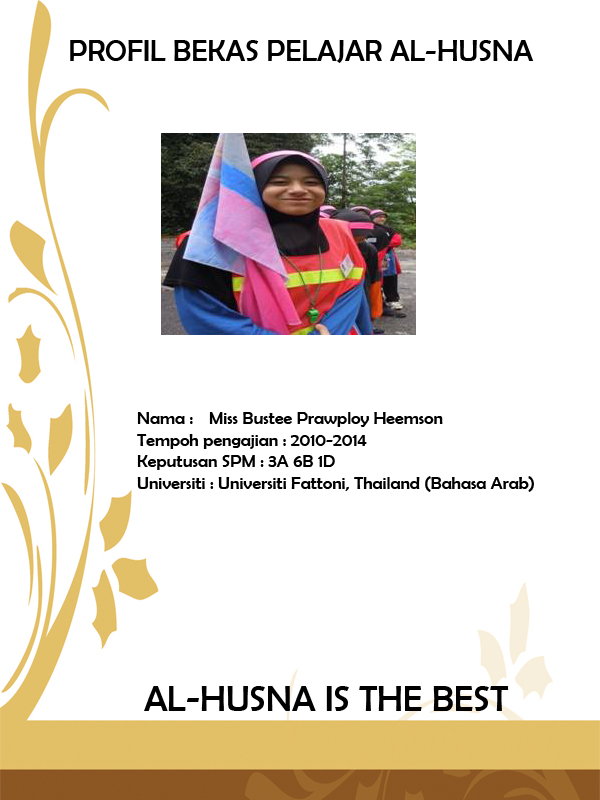 PROFIL BEKAS PELAJAR AL-HUSNA
Nama : Miss Bustee Prawploy Heemson
Tempoh pengajian : 2010-2014
Keputusan SPM : 3A 6B 1D
Universiti : Universiti Fattoni, Thailand (Bahasa Arab)
AL-HUSNA IS THE BEST